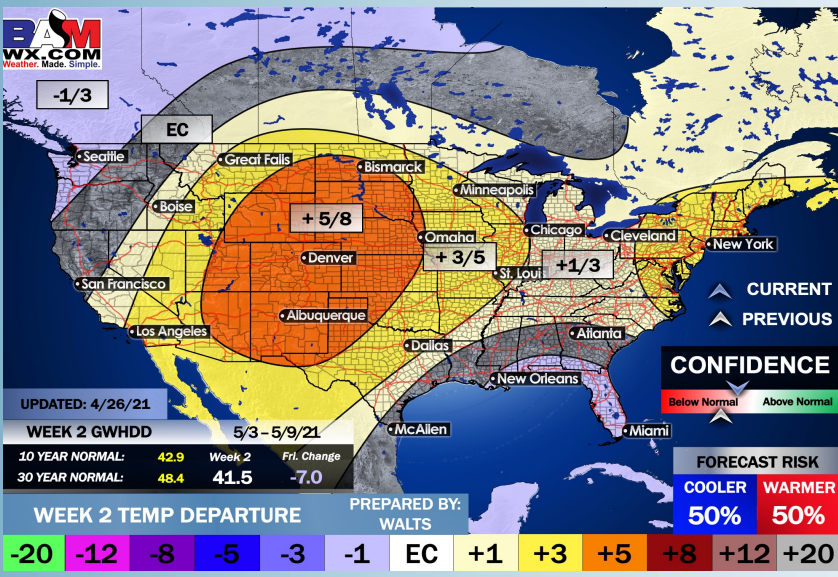 BAM
WX.COM
Weather. Made. Simple.
-1/3
EC
Seattle
Great Falls
Bismarck
Minneapolis
Boise
+ 5/8
Omaha
Chicago
Cleveland
New York
Denver
+ 3/5
+1/3
St. Loui
San Francisco
Albuquerque
Los Angeles
Atlanta
Dallas
New Orleans
McAllen
Miami
CURRENT
PREVIOUS
CONFIDENCE
Below Normal Above Normal
UPDATED: 4/26/21
WEEK 2 GWHDD 5/3 – 5/9/21
10 YEAR NORMAL: 42.9 Week 2 Fri. Change
30 YEAR NORMAL: 48.4 41.5 -7.0
FORECAST RISK
COOLER WARMER
50% 50%
WEEK 2 TEMP DEPARTURE
PREPARED BY:
WALTS
-20 -12 -8 -5 -3 -1 EC +1 +3 +5 +8 +12 +20